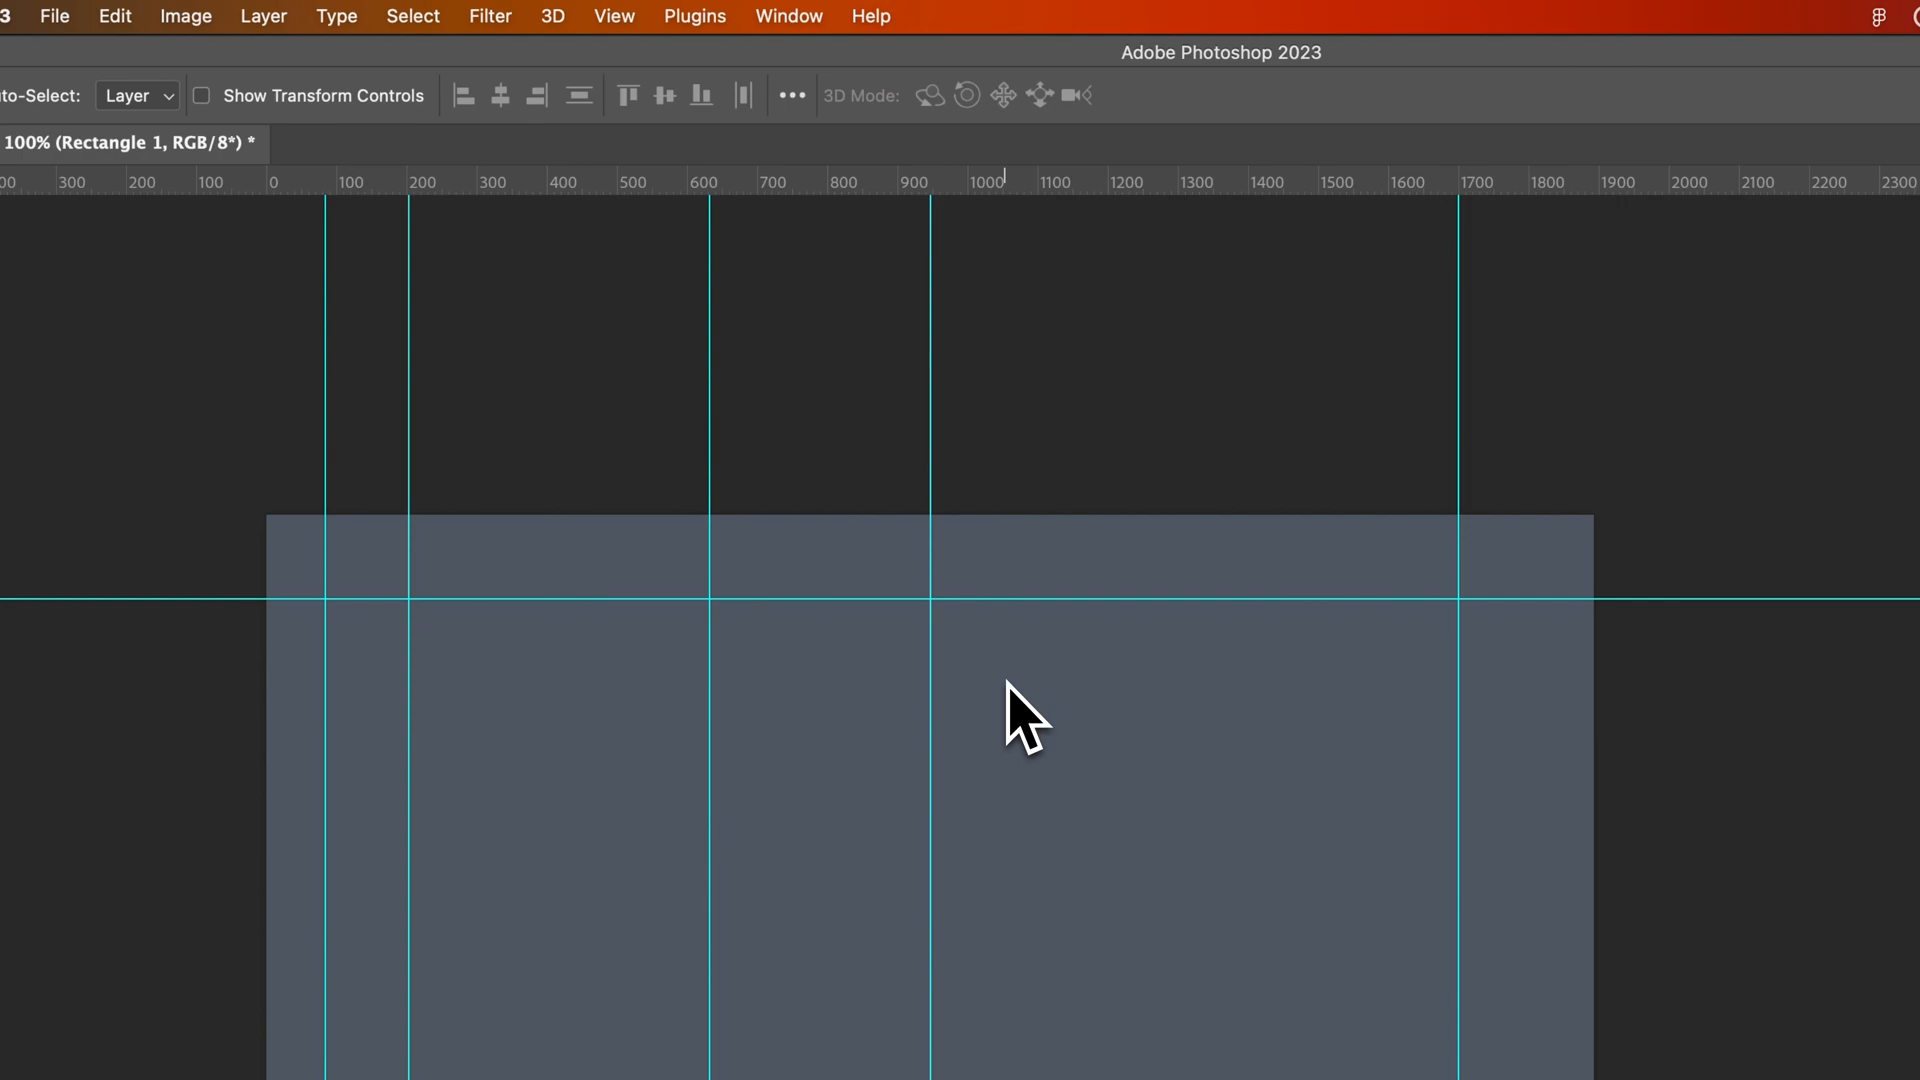 3 File Edit Image Layer Type Select Filter 3D View Plugins Window Help
Adobe Photoshop 2023
to-Select: Layer Show Transform Controls 3D Mode:
100% (Rectangle 1, RGB/8*) *
00 300 200 100 0 100 200 300 400 500 600 700 800 900 1000 1100 1200 1300 1400 1500 1600 1700 1800 1900 2000 2100 2200 2300